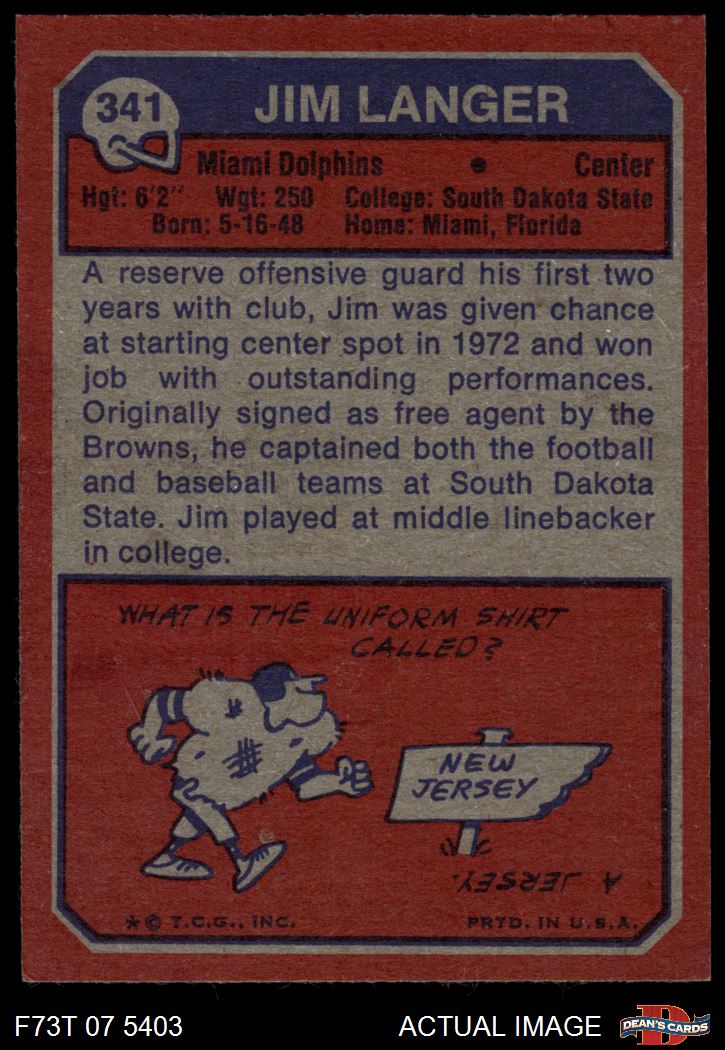 341
JIM LANGER
Miami Dolphins • Center
Hgt: 6'2" Wgt: 250 College: South Dakota State
Born: 5-16-48 Home: Miami, Florida
A reserve offensive guard his first two
years with club, Jim was given chance
at starting center spot in 1972 and won
job with outstanding performances.
Originally signed as free agent by the
Browns, he captained both the football
and baseball teams at South Dakota
State. Jim played at middle linebacker
in college.
WHAT IS THE UNIFORM SHIRT
CALLED?
NEW
JERSEY
A JERSEY.
* © T.C.G., INC. PRTD. IN U.S.A.
F73T 07 5403 ACTUAL IMAGE DEAN'S CARDS